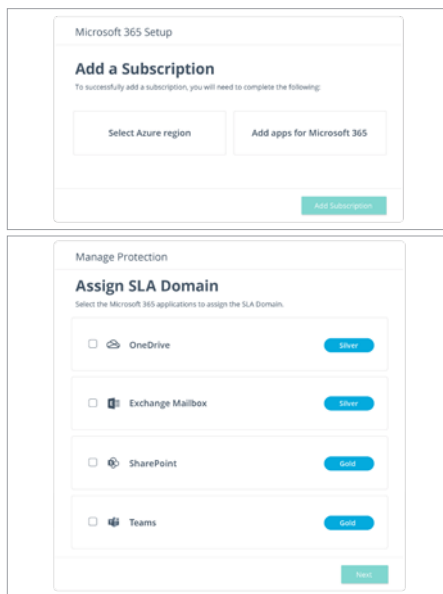 Microsoft 365 Setup
Add a Subscription
To successfully add a subscription, you will need to complete the following:
Select Azure region
Add apps for Microsoft 365
Add Subscription
Manage Protection
Assign SLA Domain
Select the Microsoft 365 applications to assign the SLA Domain.
OneDrive
Silver
Exchange Mailbox
Silver
SharePoint
Gold
Teams
Gold
Next